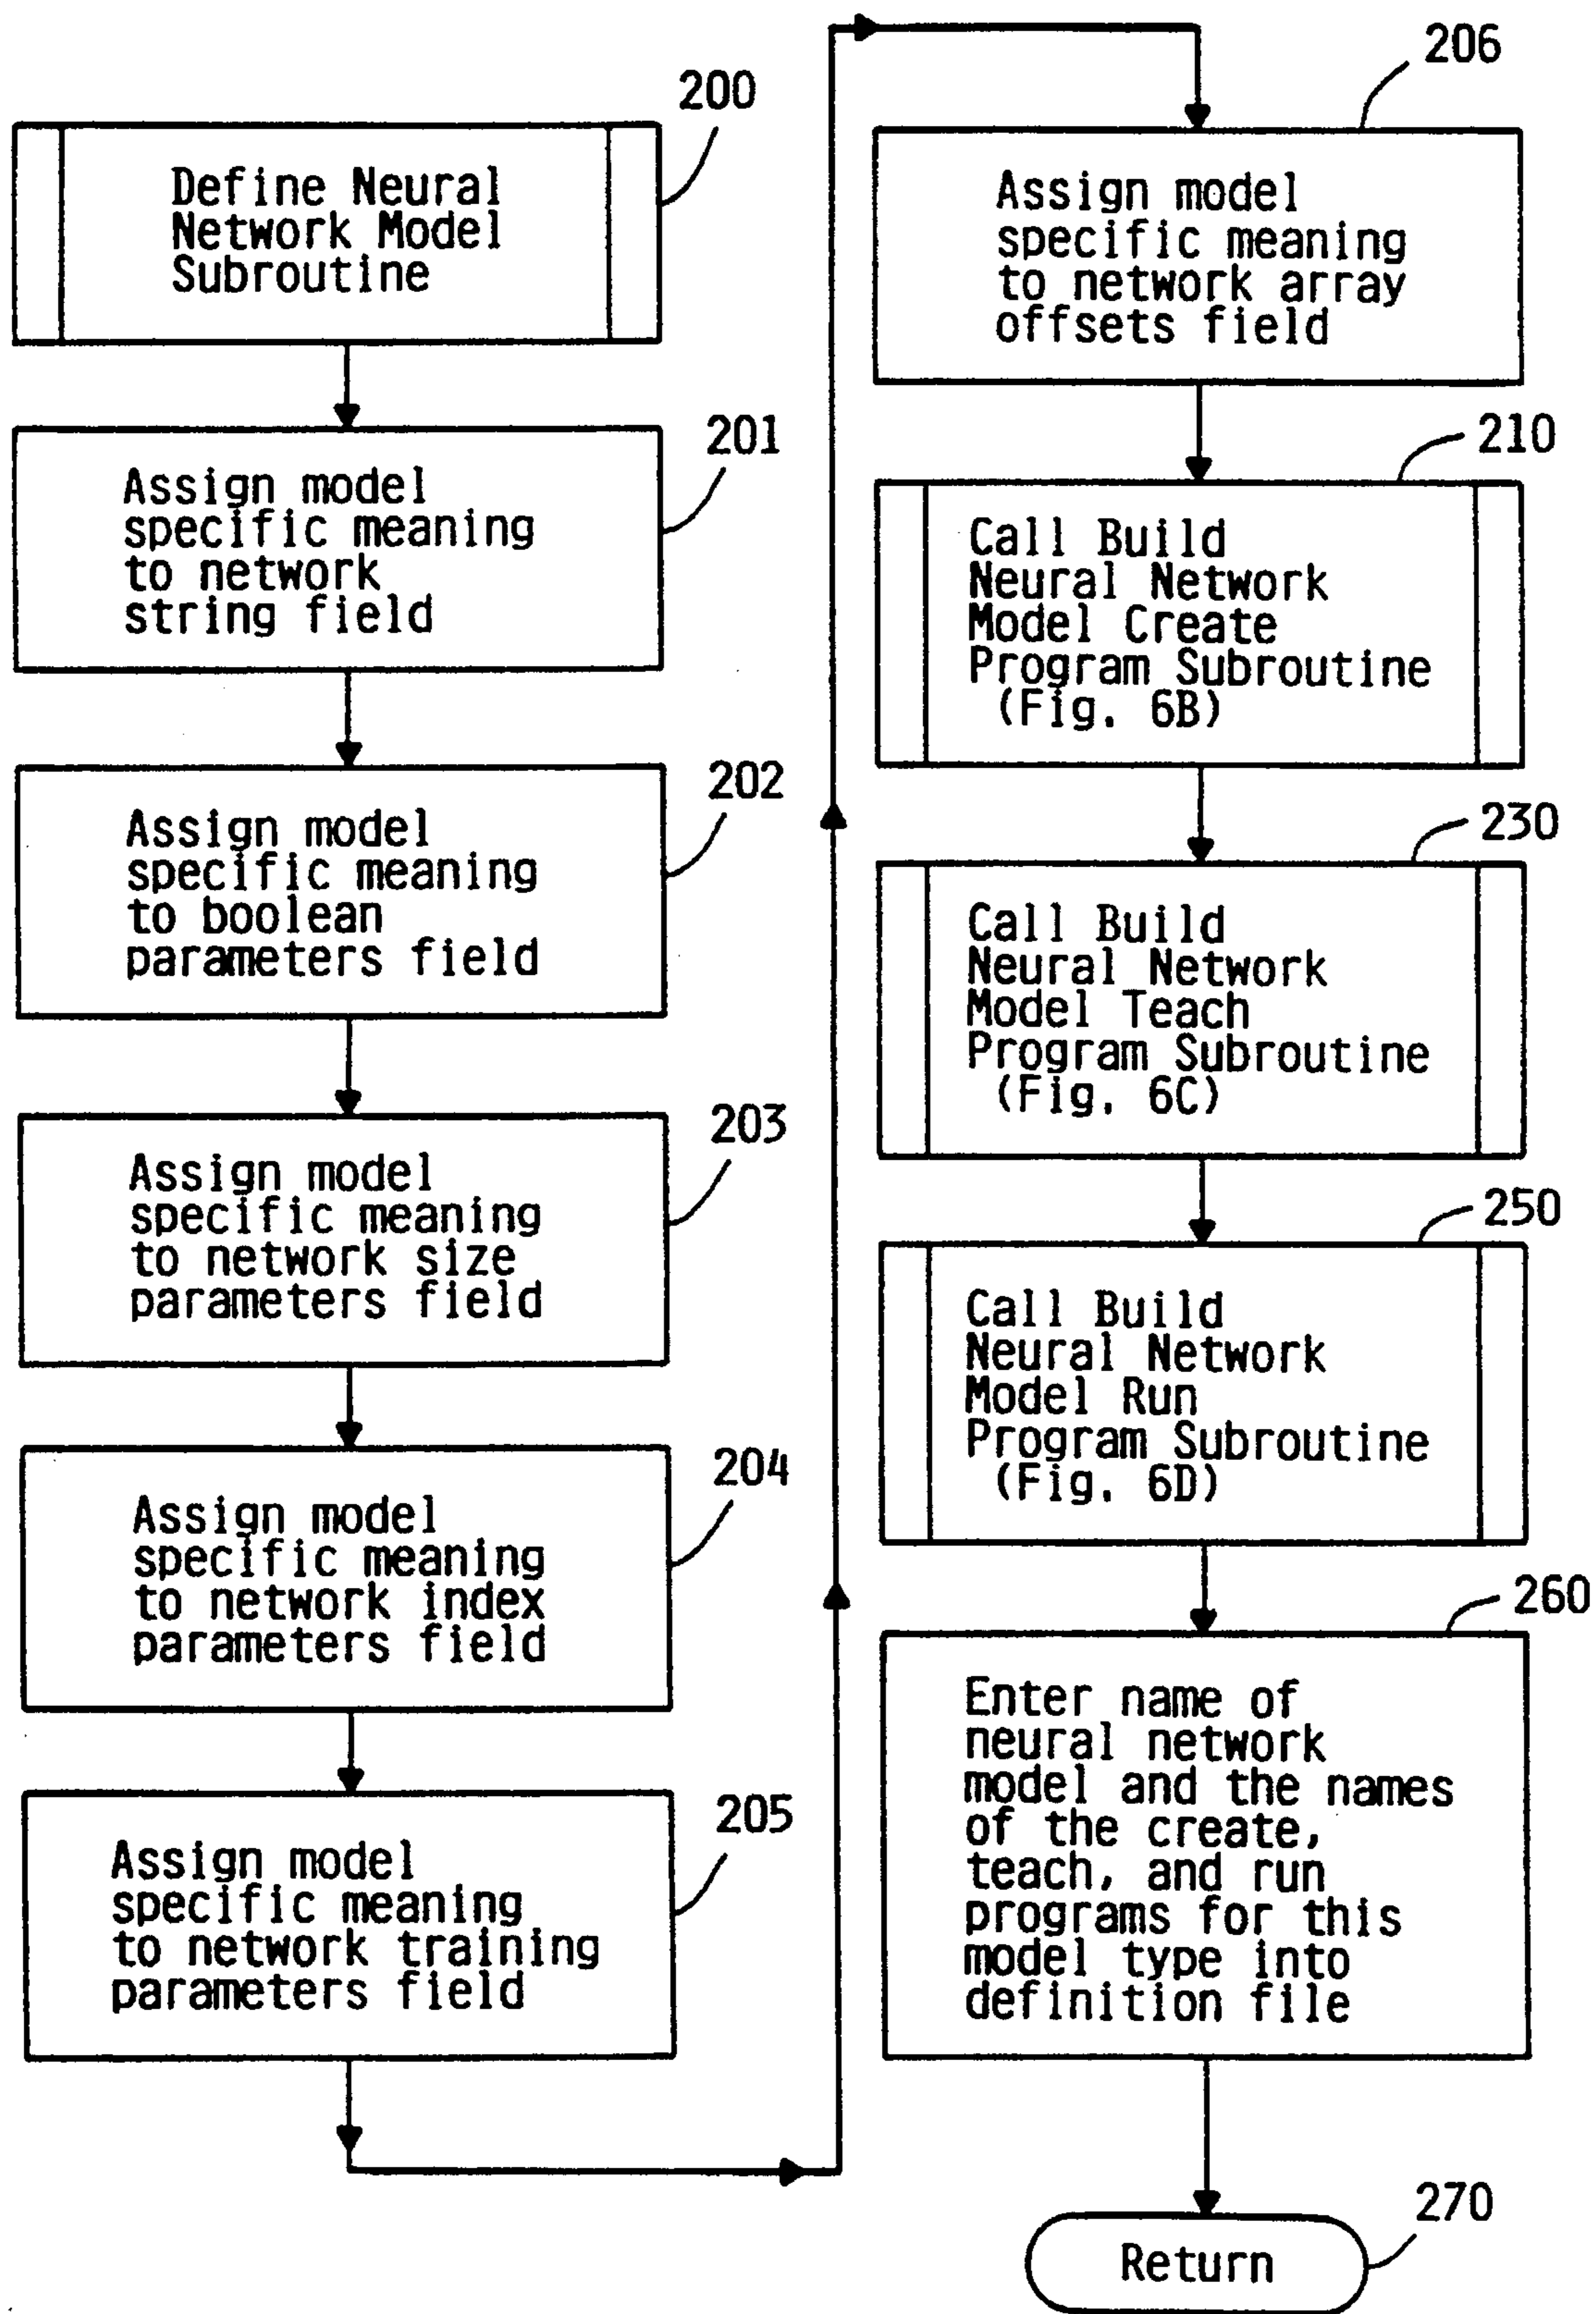 200
Define Neural
Network Model
Subroutine
201
Assign model
specific meaning
to network
string field
202
Assign model
specific meaning
to boolean
parameters field
203
Assign model
specific meaning
to network size
parameters field
204
Assign model
specific meaning
to network index
parameters field
205
Assign model
specific meaning
to network training
parameters field
206
Assign model
specific meaning
to network array
offsets field
210
Call Build
Neural Network
Model Create
Program Subroutine
(Fig. 6B)
230
Call Build
Neural Network
Model Teach
Program Subroutine
(Fig. 6C)
250
Call Build
Neural Network
Model Run
Program Subroutine
(Fig. 6D)
260
Enter name of
neural network
model and the names
of the create,
teach, and run
programs for this
model type into
definition file
270
Return